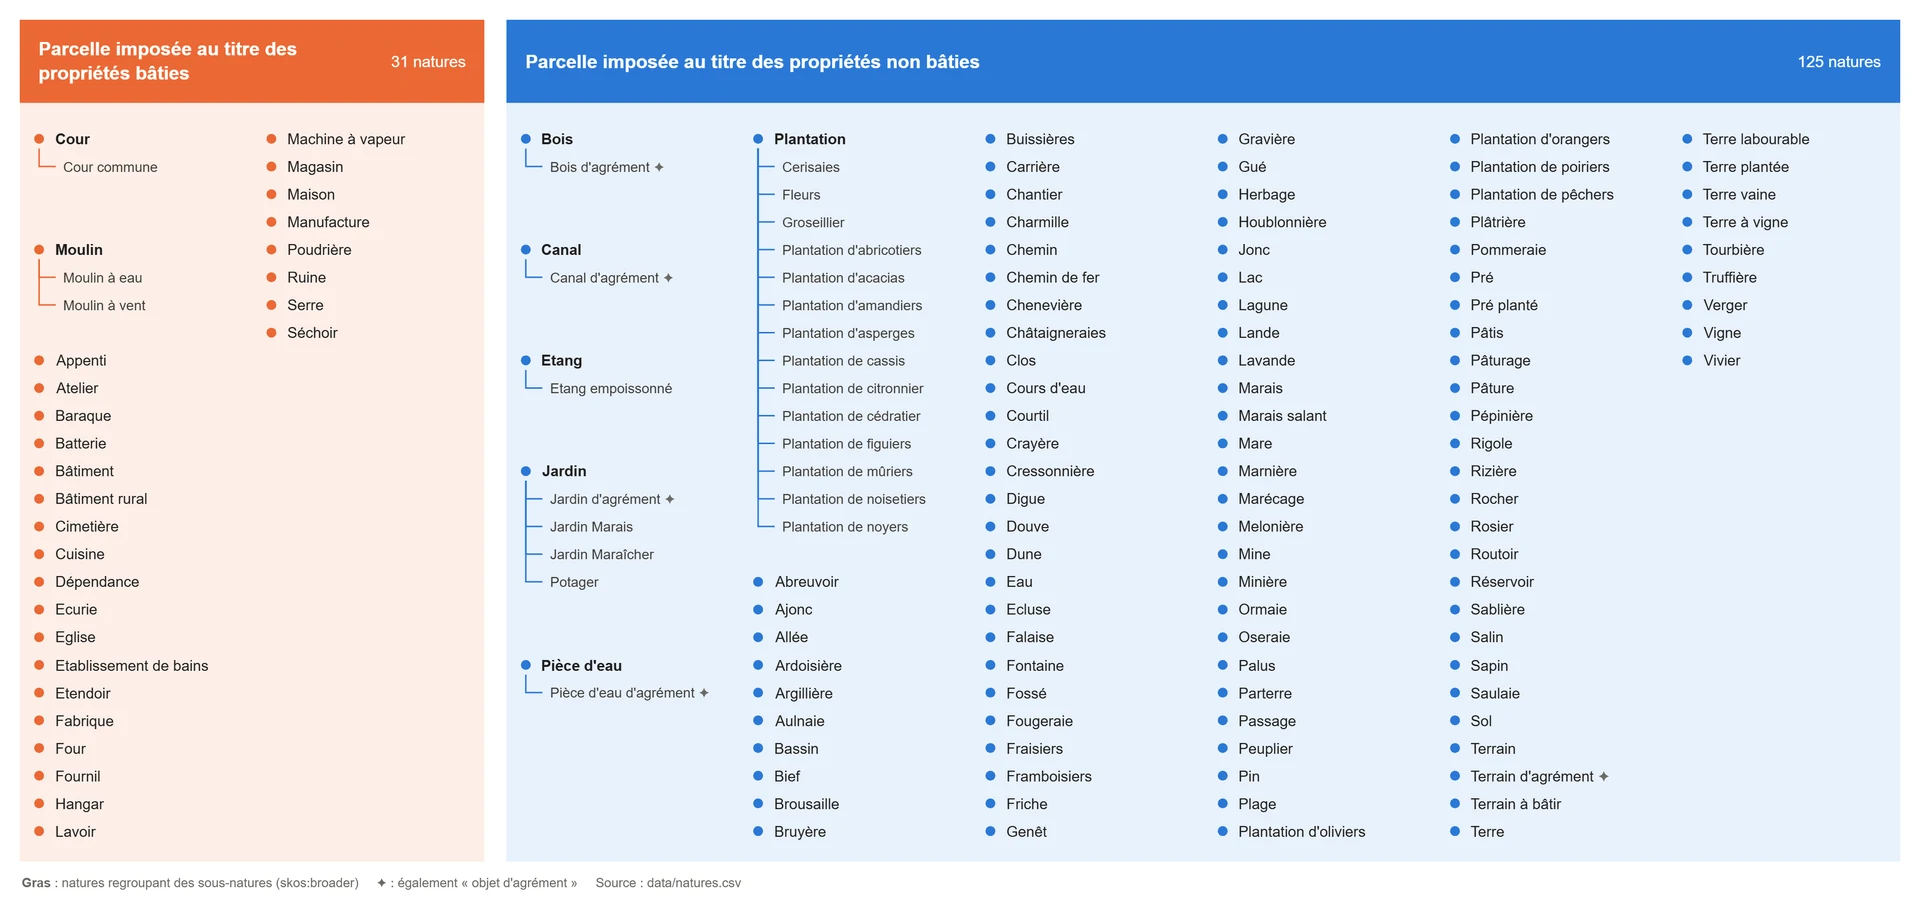 Parcelle imposée au titre des
propriétés bâties
31 natures
Cour
Cour commune
Moulin
Moulin à eau
Moulin à vent
Appenti
Atelier
Baraque
Batterie
Bâtiment
Bâtiment rural
Cimetière
Cuisine
Dépendance
Ecurie
Eglise
Etablissement de bains
Etendoir
Fabrique
Four
Fournil
Hangar
Lavoir
Machine à vapeur
Magasin
Maison
Manufacture
Poudrière
Ruine
Serre
Séchoir
Parcelle imposée au titre des propriétés non bâties
125 natures
Bois
Bois d'agrément ✦
Canal
Canal d'agrément ✦
Etang
Etang empoissonné
Jardin
Jardin d'agrément ✦
Jardin Marais
Jardin Maraîcher
Potager
Pièce d'eau
Pièce d'eau d'agrément ✦
Plantation
Cerisaies
Fleurs
Groseillier
Plantation d'abricotiers
Plantation d'acacias
Plantation d'amandiers
Plantation d'asperges
Plantation de cassis
Plantation de citronnier
Plantation de cédratier
Plantation de figuiers
Plantation de mûriers
Plantation de noisetiers
Plantation de noyers
Abreuvoir
Ajonc
Allée
Ardoisière
Argillière
Aulnaie
Bassin
Bief
Brousaille
Bruyère
Buissières
Carrière
Chantier
Charmille
Chemin
Chemin de fer
Chenevière
Châtaigneraies
Clos
Cours d'eau
Courtil
Crayère
Cressonnière
Digue
Douve
Dune
Eau
Ecluse
Falaise
Fontaine
Fossé
Fougeraie
Fraisiers
Framboisiers
Friche
Genêt
Gravière
Gué
Herbage
Houblonnière
Jonc
Lac
Lagune
Lande
Lavande
Marais
Marais salant
Mare
Marnière
Marécage
Melonière
Mine
Minière
Ormaie
Oseraie
Palus
Parterre
Passage
Peuplier
Pin
Plage
Plantation d'oliviers
Plantation d'orangers
Plantation de poiriers
Plantation de pêchers
Plâtrière
Pommeraie
Pré
Pré planté
Pâtis
Pâturage
Pâture
Pépinière
Rigole
Rizière
Rocher
Rosier
Routoir
Réservoir
Sablière
Salin
Sapin
Saulaie
Sol
Terrain
Terrain d'agrément ✦
Terrain à bâtir
Terre
Terre labourable
Terre plantée
Terre vaine
Terre à vigne
Tourbière
Truffière
Verger
Vigne
Vivier
Gras : natures regroupant des sous-natures (skos:broader) ✦ : également « objet d'agrément » Source : data/natures.csv